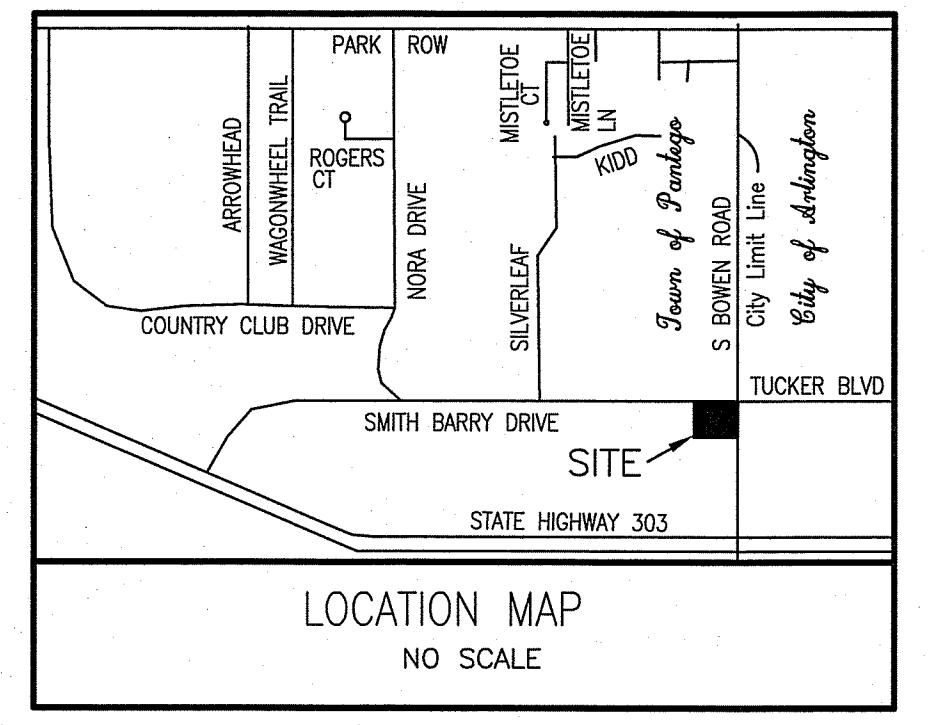 PARK ROW
MISTLETOE
CT
MISTLETOE
LN
ARROWHEAD
WAGONWHEEL TRAIL
ROGERS
CT
NORA DRIVE
KIDD
SILVERLEAF
Town of Pantego
S BOWEN ROAD
City Limit Line
City of Arlington
COUNTRY CLUB DRIVE
TUCKER BLVD
SMITH BARRY DRIVE
SITE
STATE HIGHWAY 303
LOCATION MAP
NO SCALE